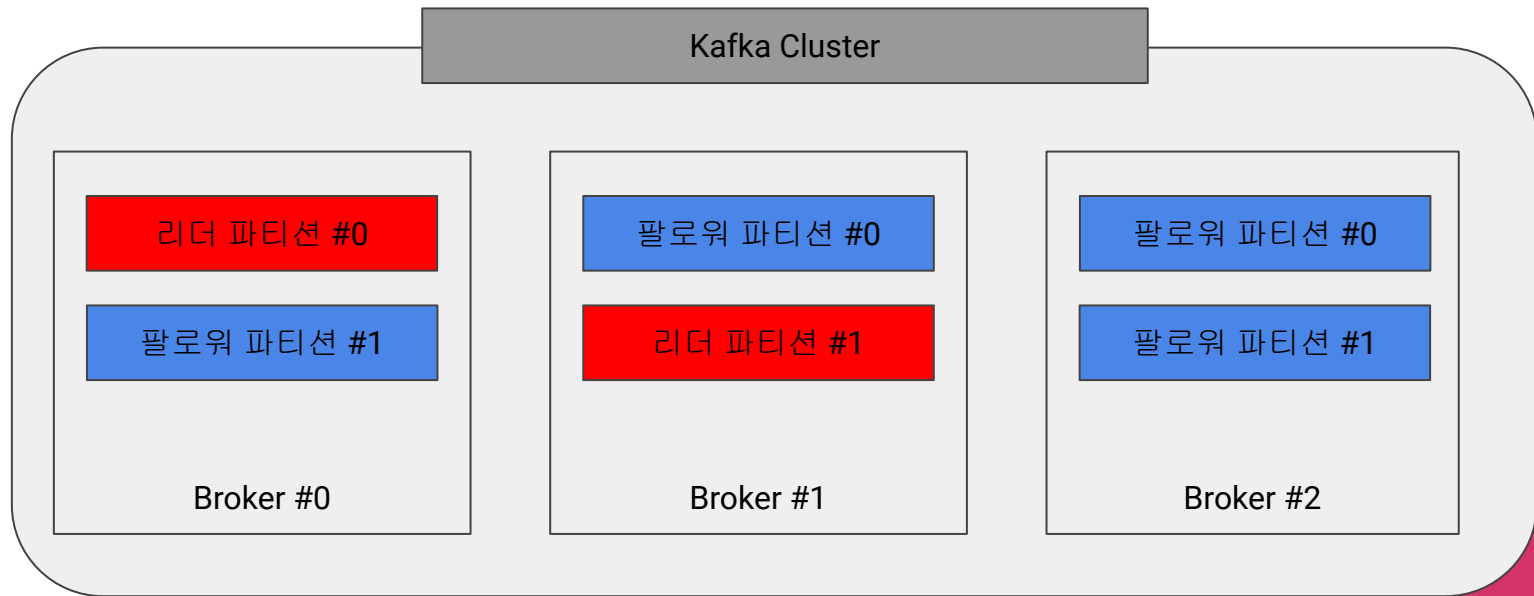 Kafka Cluster
리더 파티션 #0
팔로워 파티션 #1
Broker #0
팔로워 파티션 #0
리더 파티션 #1
Broker #1
팔로워 파티션 #0
팔로워 파티션 #1
Broker #2